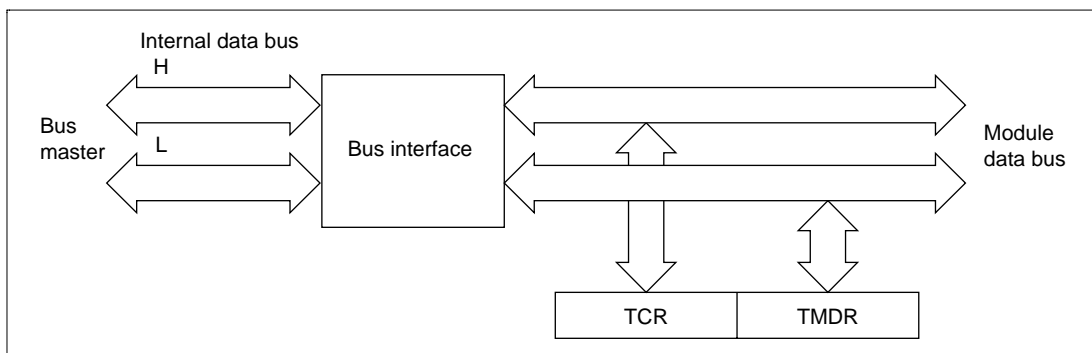 Internal data bus
H
Bus
master
L
Bus interface
Module
data bus
TCR
TMDR